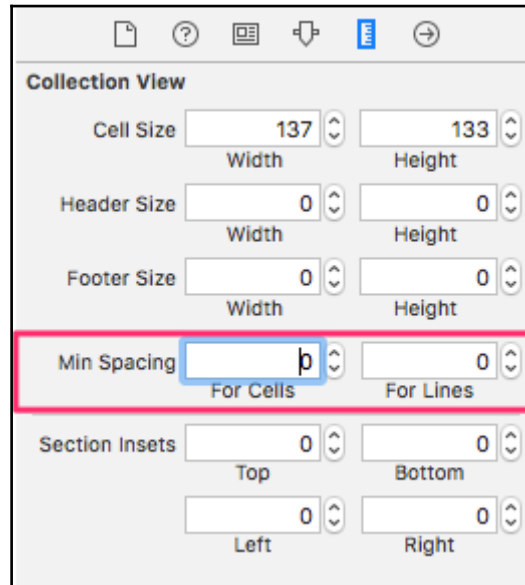 Collection View
Cell Size 137 133
Width Height
Header Size 0 0
Width Height
Footer Size 0 0
Width Height
Min Spacing 0 0
For Cells For Lines
Section Insets 0 0
Top Bottom
0 0
Left Right